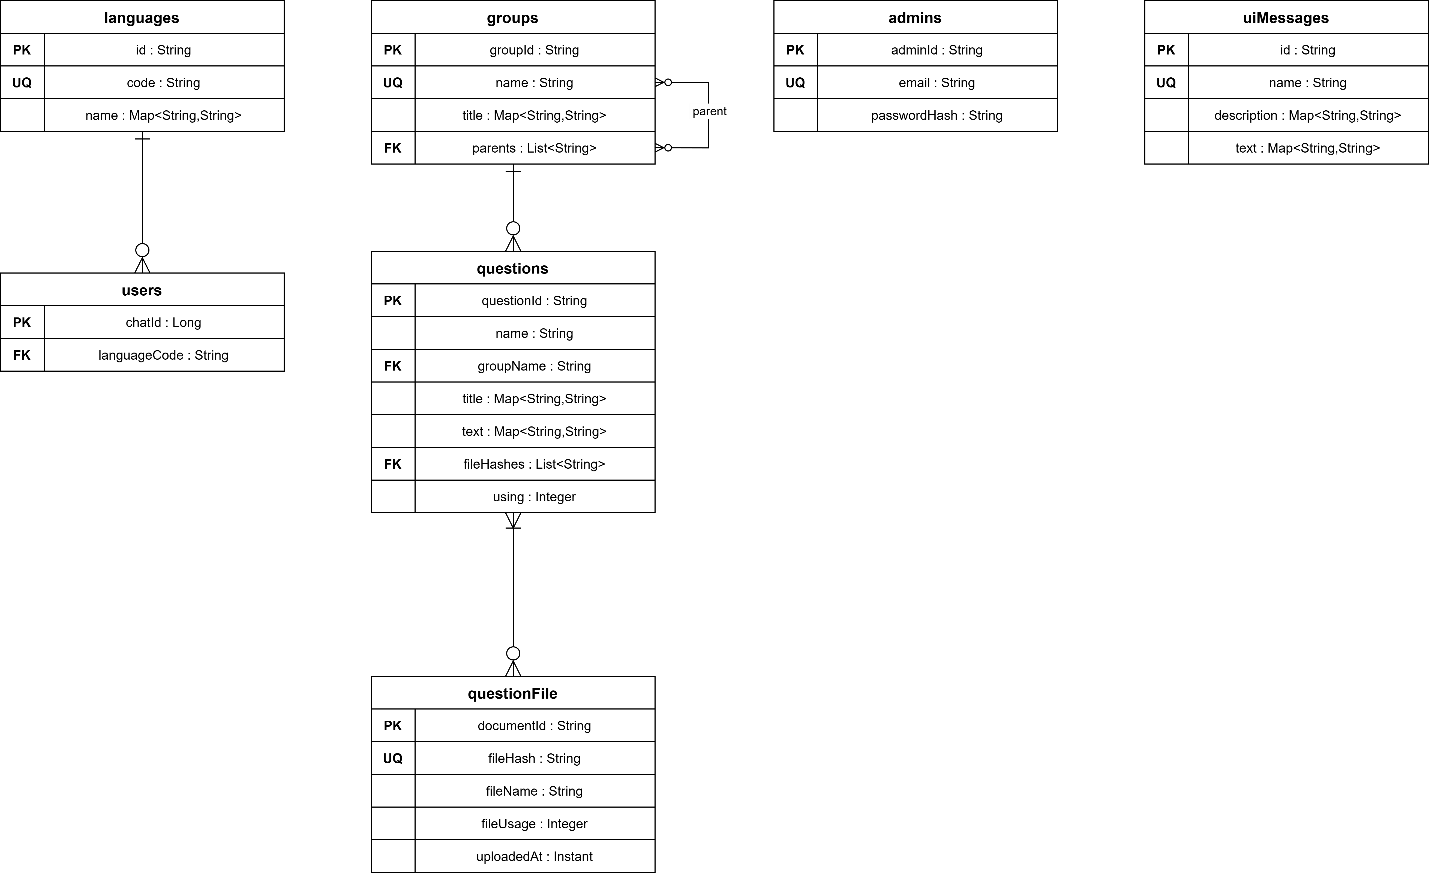 languages
PK id : String
UQ code : String
name : Map<String,String>
users
PK chatId : Long
FK languageCode : String
groups
PK groupId : String
UQ name : String
title : Map<String,String>
FK parents : List<String>
parent
questions
PK questionId : String
name : String
FK groupName : String
title : Map<String,String>
text : Map<String,String>
FK fileHashes : List<String>
using : Integer
questionFile
PK documentId : String
UQ fileHash : String
fileName : String
fileUsage : Integer
uploadedAt : Instant
admins
PK adminId : String
UQ email : String
passwordHash : String
uiMessages
PK id : String
UQ name : String
description : Map<String,String>
text : Map<String,String>